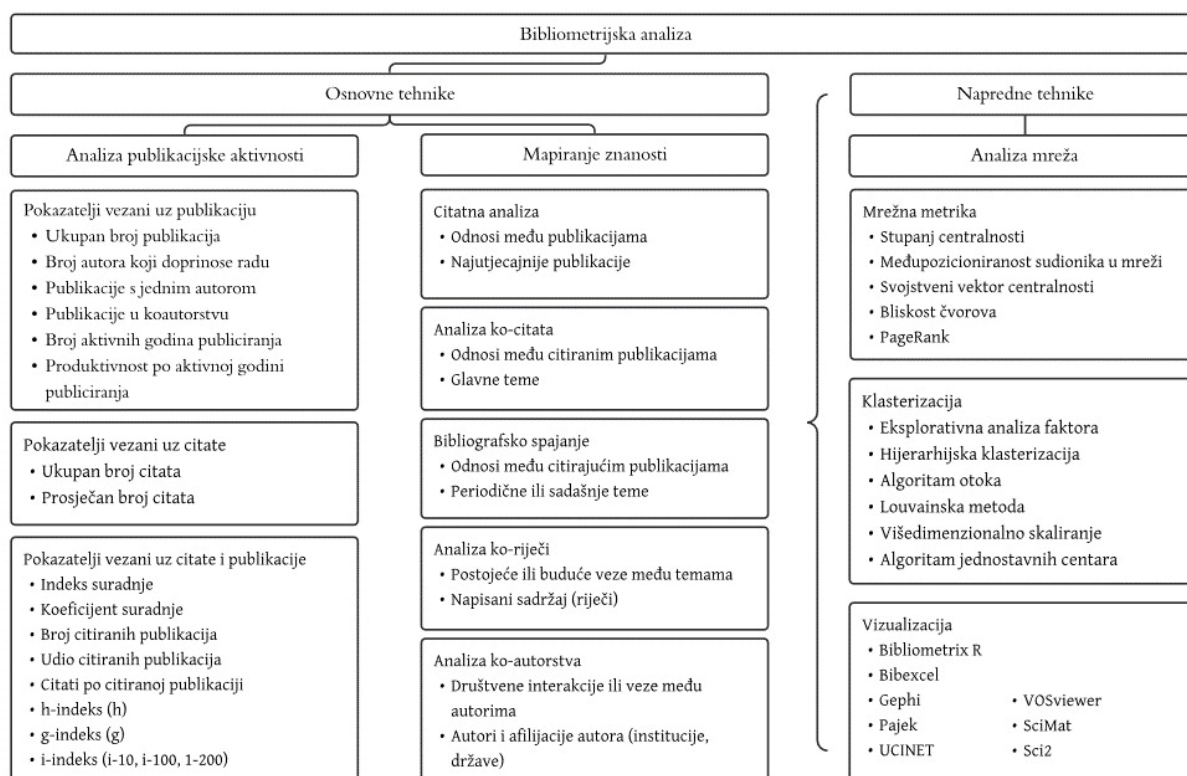 Bibliometrijska analiza
Osnovne tehnike
Analiza publikacijske aktivnosti
Pokazatelji vezani uz publikaciju
• Ukupan broj publikacija
• Broj autora koji doprinose radu
• Publikacije s jednim autorom
• Publikacije u koautorstvu
• Broj aktivnih godina publiciranja
• Produktivnost po aktivnoj godini
publiciranja
Pokazatelji vezani uz citate
• Ukupan broj citata
• Prosječan broj citata
Pokazatelji vezani uz citate i publikacije
• Indeks suradnje
• Koeficijent suradnje
• Broj citiranih publikacija
• Udio citiranih publikacija
• Citati po citiranoj publikaciji
• h-indeks (h)
• g-indeks (g)
• i-indeks (i-10, i-100, 1-200)
Mapiranje znanosti
Citatna analiza
• Odnosi među publikacijama
• Najutjecajnije publikacije
Analiza ko-citata
• Odnosi među citiranim publikacijama
• Glavne teme
Bibliografsko spajanje
• Odnosi među citirajućim publikacijama
• Periodične ili sadašnje teme
Analiza ko-riječi
• Postojeće ili buduće veze među temama
• Napisani sadržaj (riječi)
Analiza ko-autorstva
• Društvene interakcije ili veze među
autorima
• Autori i afilijacije autora (institucije,
države)
Napredne tehnike
Analiza mreža
Mrežna metrika
• Stupanj centralnosti
• Međupozicioniranost sudionika u mreži
• Svojstveni vektor centralnosti
• Bliskost čvorova
• PageRank
Klasterizacija
• Eksplorativna analiza faktora
• Hijerarhijska klasterizacija
• Algoritam otoka
• Louvainska metoda
• Višedimenzionalno skaliranje
• Algoritam jednostavnih centara
Vizualizacija
• Bibliometrix R
• Bibexcel
• Gephi
• Pajek
• UCINET
• VOSviewer
• SciMat
• Sci2